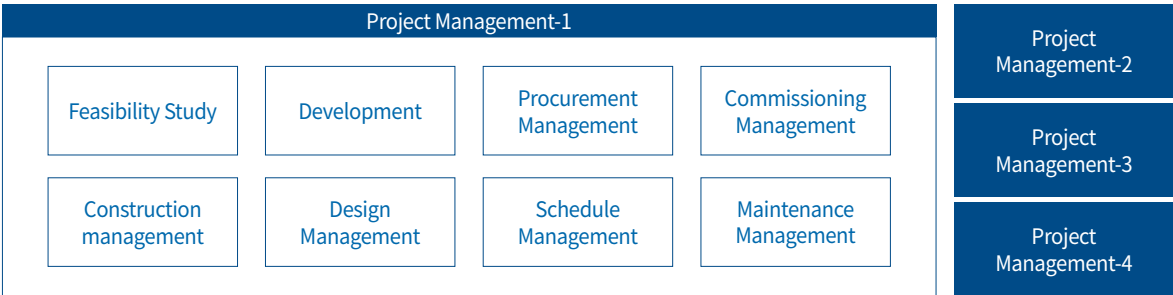 Project Management-1
Feasibility Study
Development
Procurement
Management
Commissioning
Management
Construction
management
Design
Management
Schedule
Management
Maintenance
Management
Project
Management-2
Project
Management-3
Project
Management-4